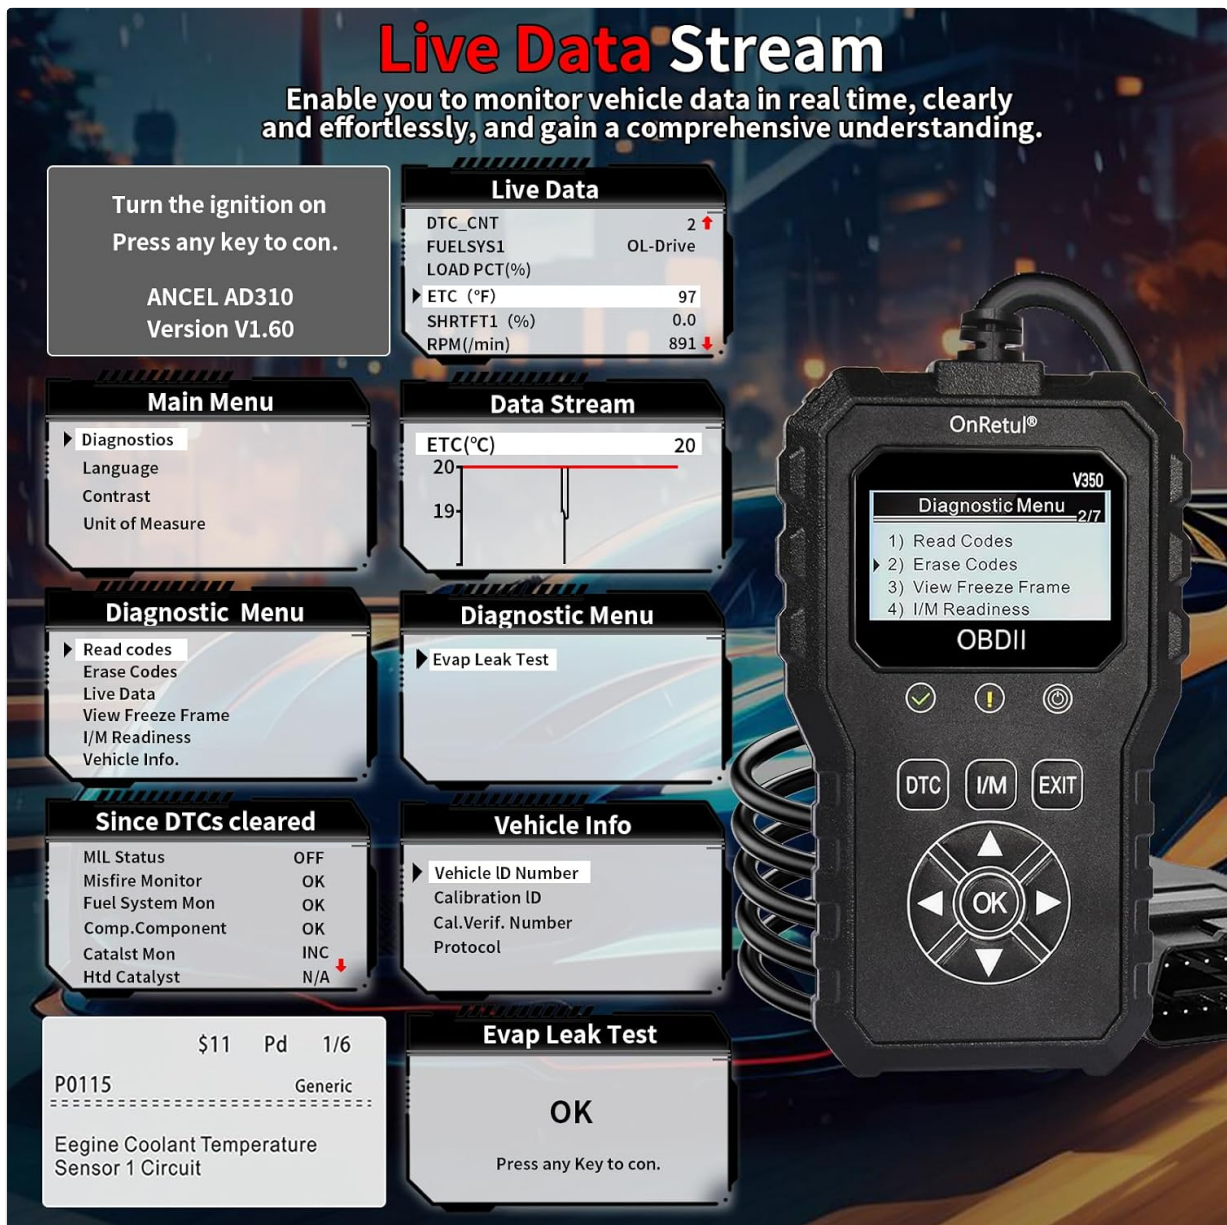 Live Data Stream
Enable you to monitor vehicle data in real time, clearly
and effortlessly, and gain a comprehensive understanding.
Turn the ignition on
Press any key to con.
ANCEL AD310
Version V1.60
Live Data
DTC_CNT 2
FUELSYS1 OL-Drive
LOAD PCT(%)
ETC (°F) 97
SHRTFT1 (%) 0.0
RPM(/min) 891
Main Menu
Diagnostios
Language
Contrast
Unit of Measure
Data Stream
ETC(°C) 20
20
19
Diagnostic Menu
Read codes
Erase Codes
Live Data
View Freeze Frame
I/M Readiness
Vehicle Info.
Diagnostic Menu
Evap Leak Test
Since DTCs cleared
MIL Status OFF
Misfire Monitor OK
Fuel System Mon OK
Comp.Component OK
Catalst Mon INC
Htd Catalyst N/A
Vehicle Info
Vehicle lD Number
Calibration lD
Cal.Verif. Number
Protocol
$11 Pd 1/6
P0115 Generic
Eegine Coolant Temperature
Sensor 1 Circuit
Evap Leak Test
OK
Press any Key to con.
OnRetul®
V350
Diagnostic Menu 2/7
1) Read Codes
2) Erase Codes
3) View Freeze Frame
4) I/M Readiness
OBDII
DTC I/M EXIT
OK